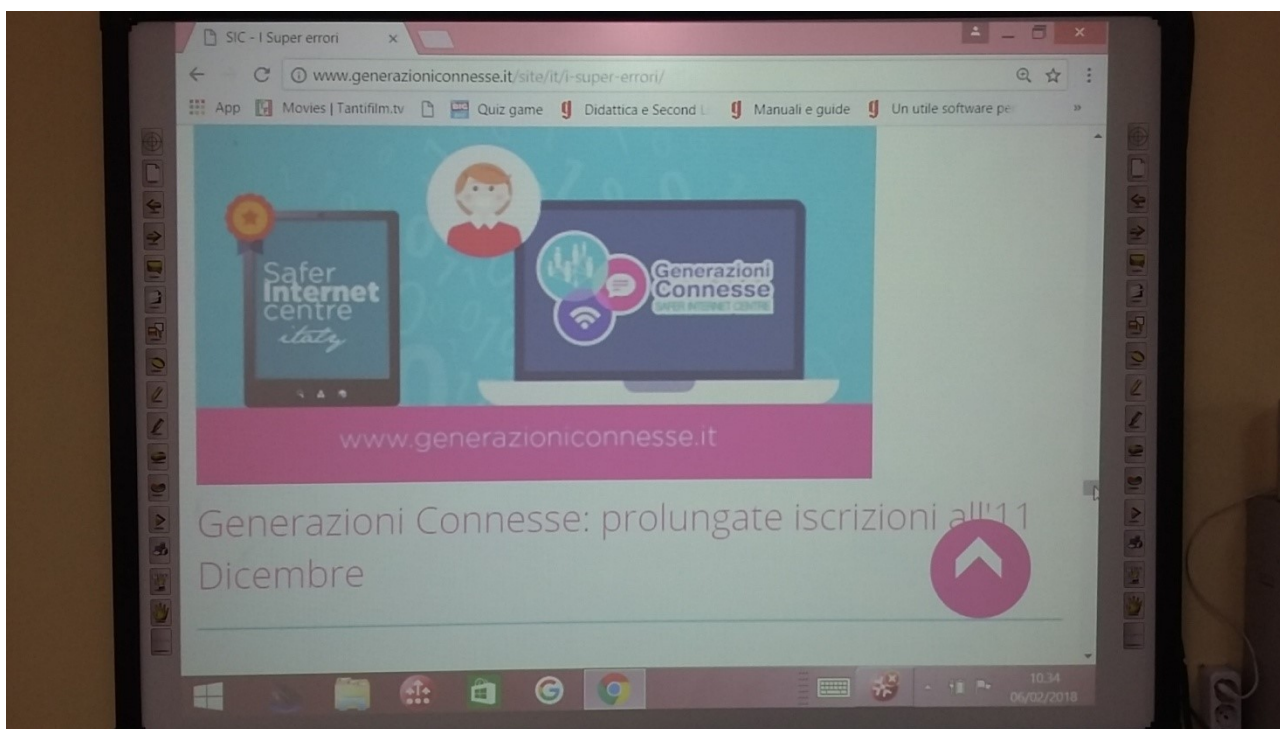 SIC - I Super errori
www.generazioniconnesse.it/site/it/i-super-errori/
App Movies | Tantifilm.tv Quiz game Didattica e Second Manuali e guide Un utile software pe
Safer
Internet
centre
italy
Generazioni
Connesse
SAFER INTERNET CENTRE
www.generazioniconnesse.it
Generazioni Connesse: prolungate iscrizioni all'11
Dicembre
10:34
06/02/2018